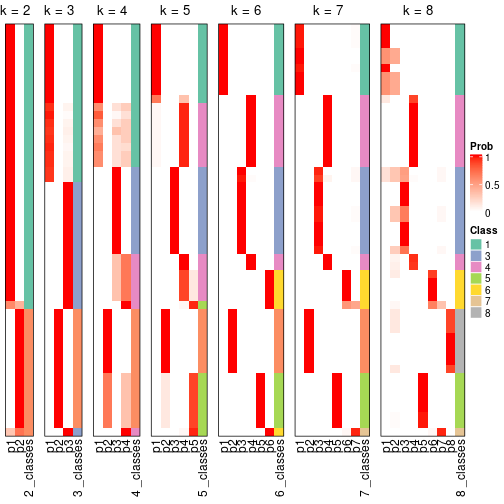 k = 2
k = 3
k = 4
k = 5
k = 6
k = 7
k = 8
Prob
1
0.5
0
Class
1
3
4
5
6
7
8
p1
p2
2_classes
p1
p2
p3
3_classes
p1
p2
p3
p4
4_classes
p1
p2
p3
p4
p5
5_classes
p1
p2
p3
p4
p5
p6
6_classes
p1
p2
p3
p4
p5
p6
p7
7_classes
p1
p2
p3
p4
p5
p6
p7
p8
8_classes